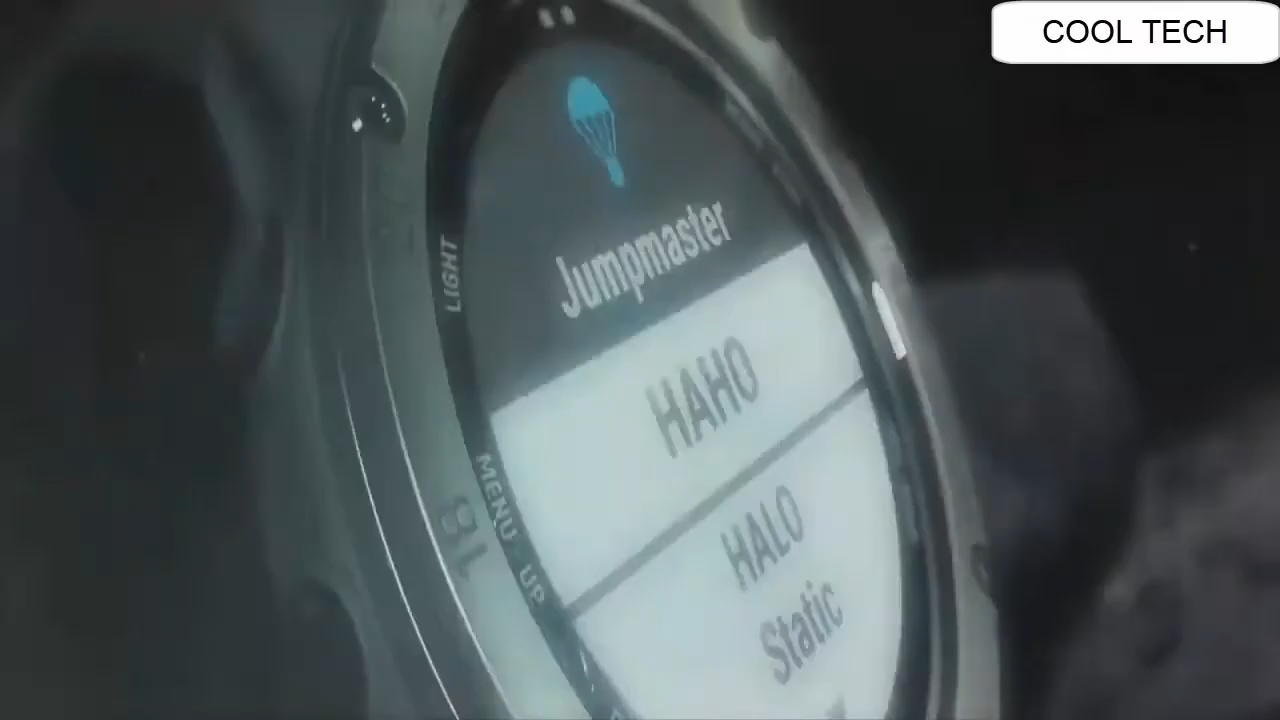 COOL TECH
Jumpmaster
LIGHT
HAHO
MENU·UP
HALO
Static